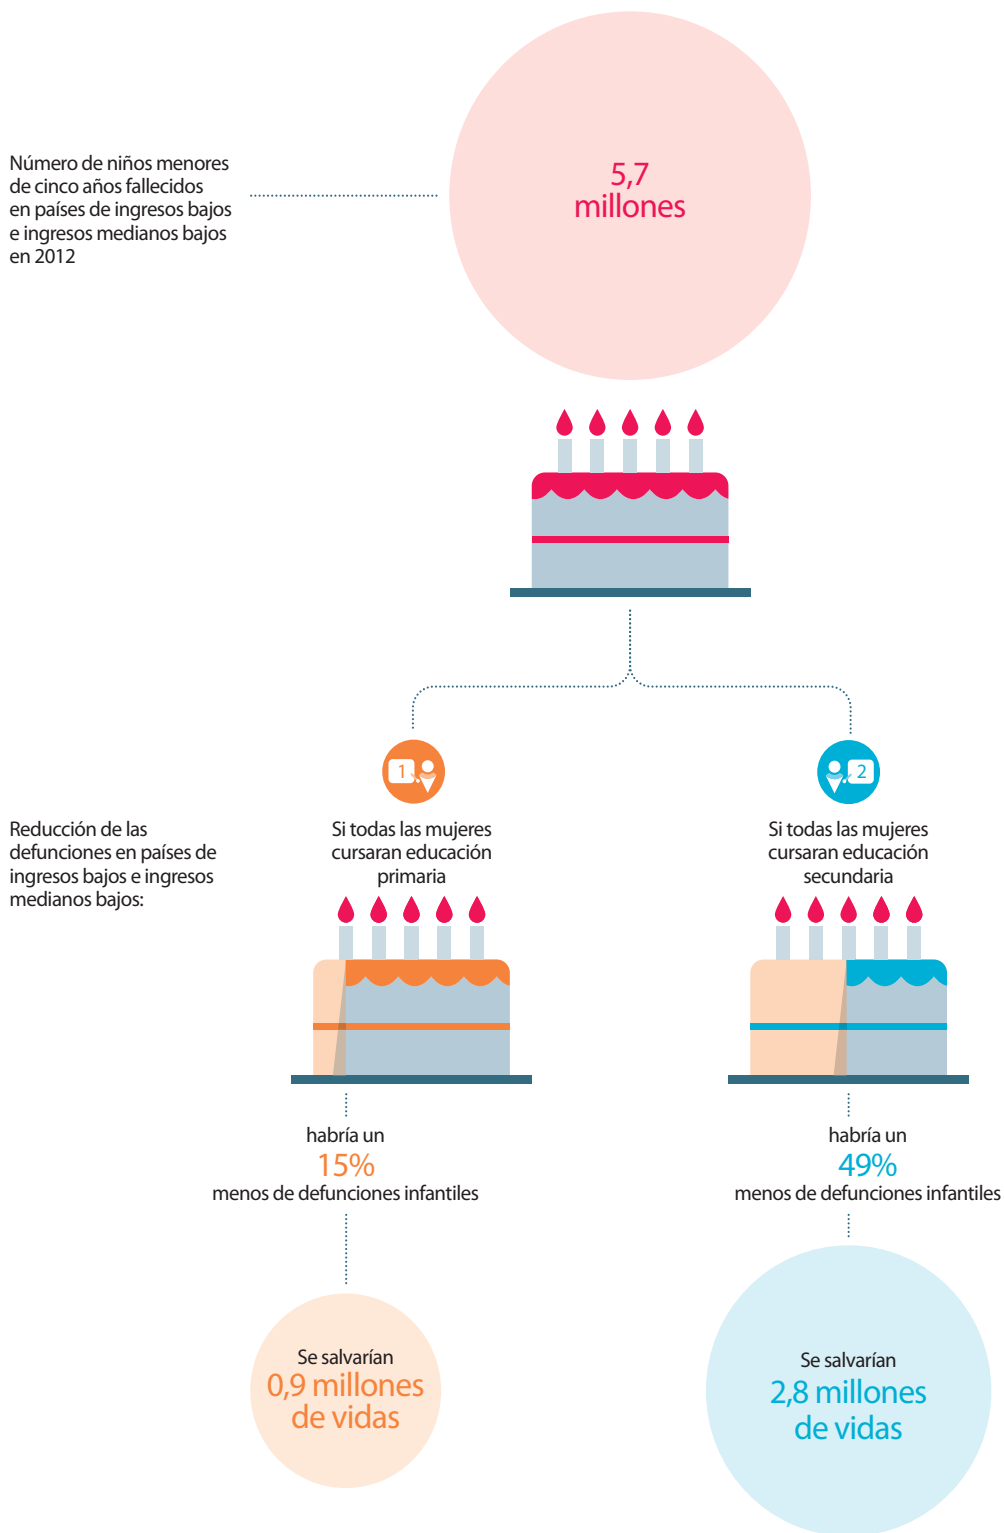 Número de niños menores
de cinco años fallecidos
en países de ingresos bajos
e ingresos medianos bajos
en 2012
5,7
millones
1
2
Reducción de las
defunciones en países de
ingresos bajos e ingresos
medianos bajos:
Si todas las mujeres
cursaran educación
primaria
Si todas las mujeres
cursaran educación
secundaria
habría un
15%
menos de defunciones infantiles
habría un
49%
menos de defunciones infantiles
Se salvarían
0,9 millones
de vidas
Se salvarían
2,8 millones
de vidas